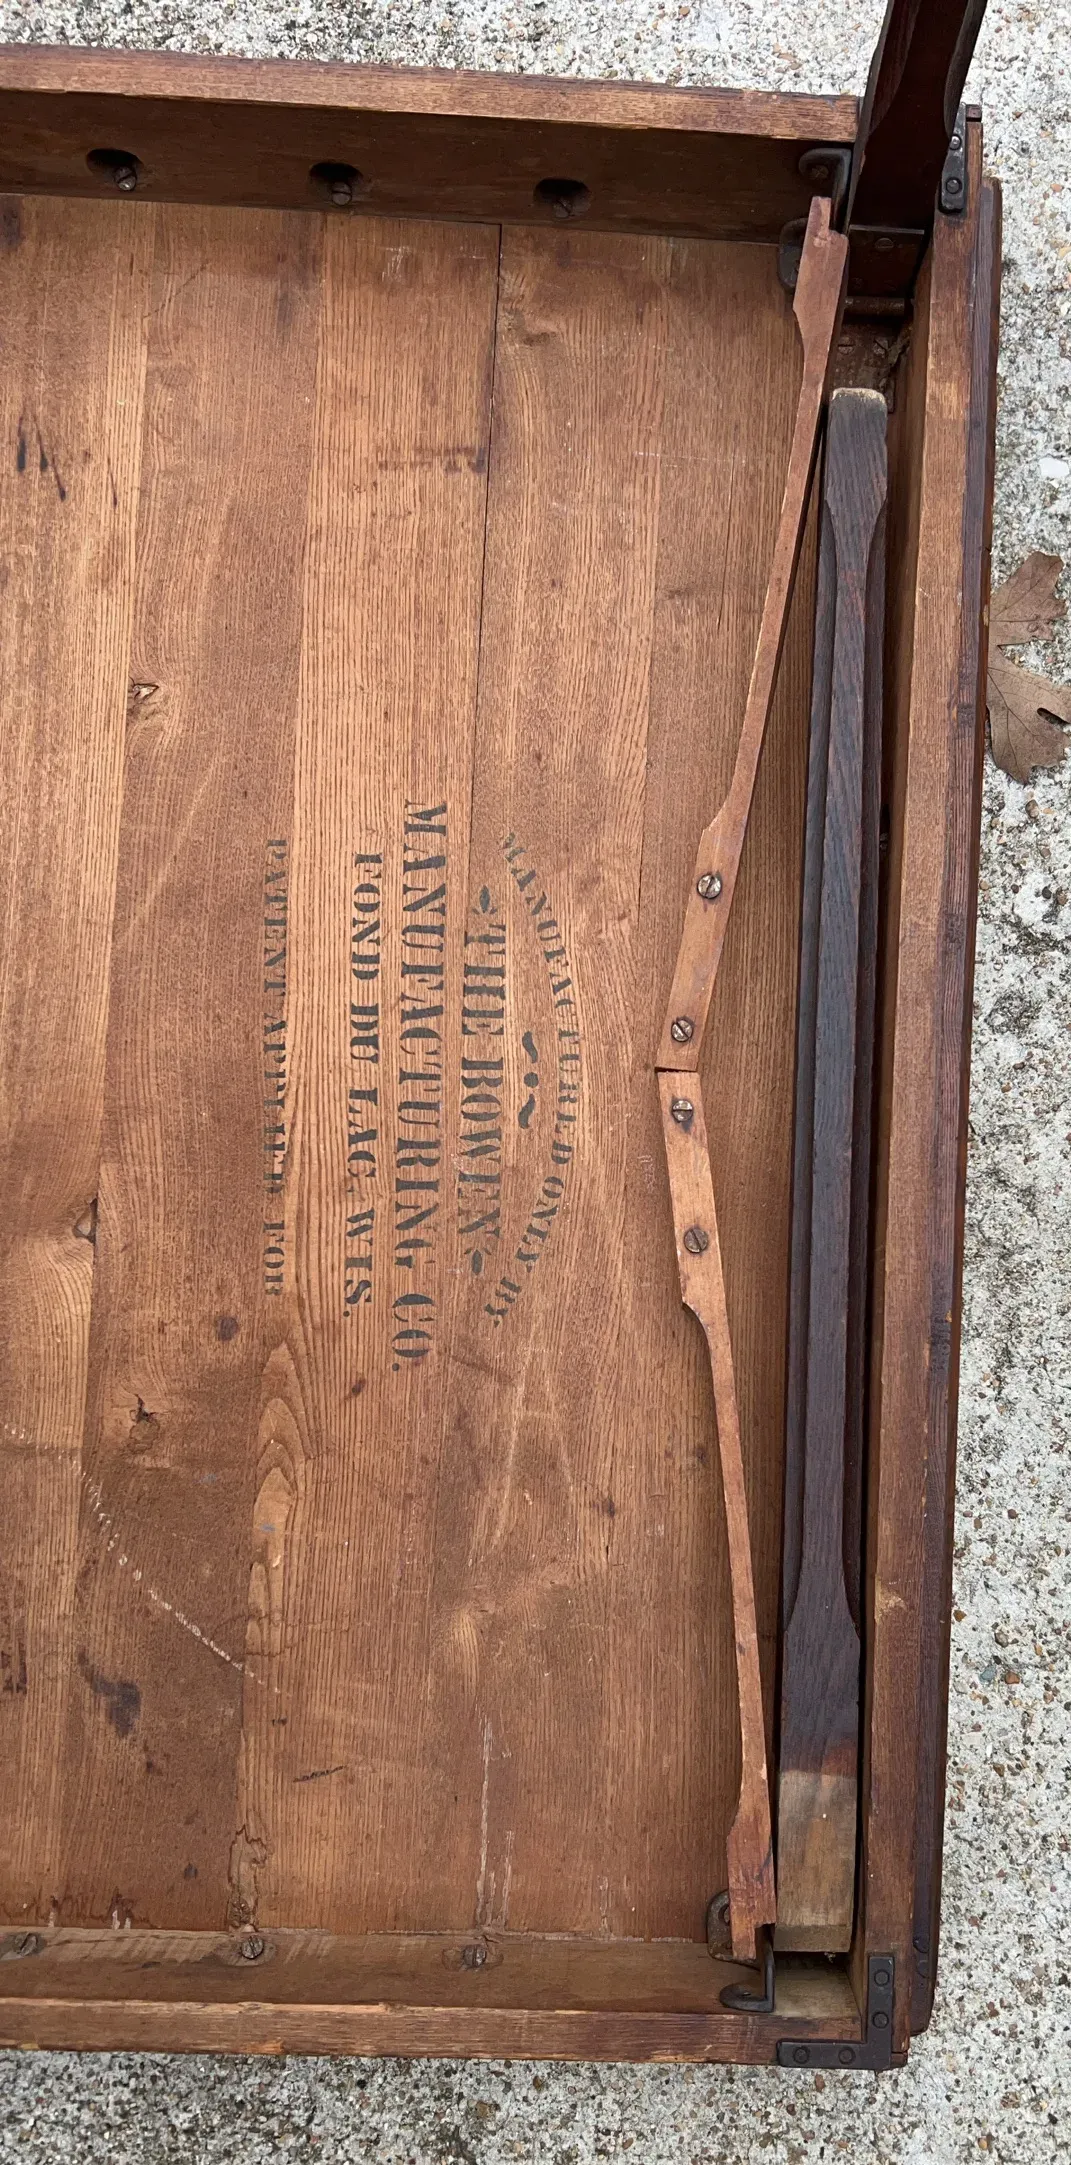 MANUFACTURED ONLY BY
THE BOWEN
MANUFACTURING CO.
FOND DU LAC, WIS.
PATENT APPLIED FOR